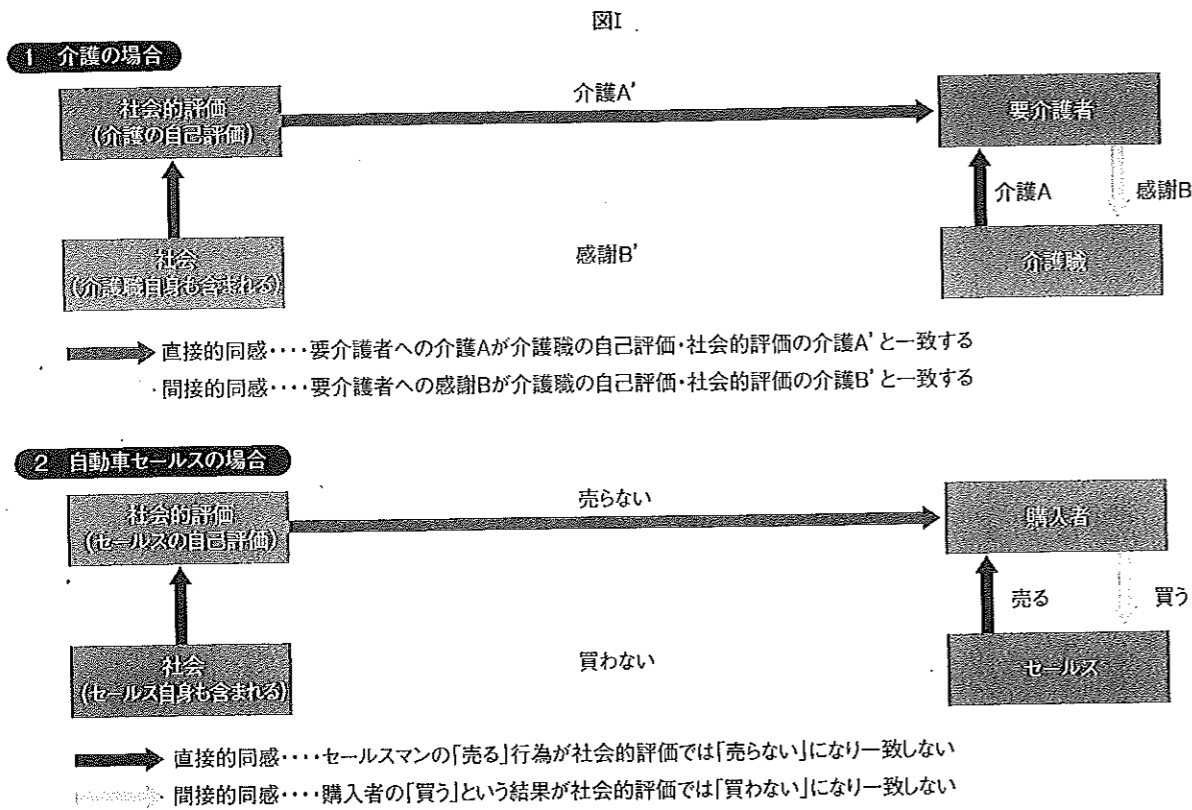 図I
1 介護の場合
社会的評価
(介護の自己評価)
介護A'
要介護者
介護A
感謝B
社会
(介護職自身も含まれる)
感謝B'
介護職
直接的同感‥‥要介護者への介護Aが介護職の自己評価・社会的評価の介護A'と一致する
間接的同感‥‥要介護者への感謝Bが介護職の自己評価・社会的評価の介護B'と一致する
2 自動車セールスの場合
社会的評価
(セールスの自己評価)
売らない
購入者
売る
買う
社会
(セールス自身も含まれる)
買わない
セールス
直接的同感‥‥セールスマンの「売る」行為が社会的評価では「売らない」になり一致しない
間接的同感‥‥購入者の「買う」という結果が社会的評価では「買わない」になり一致しない